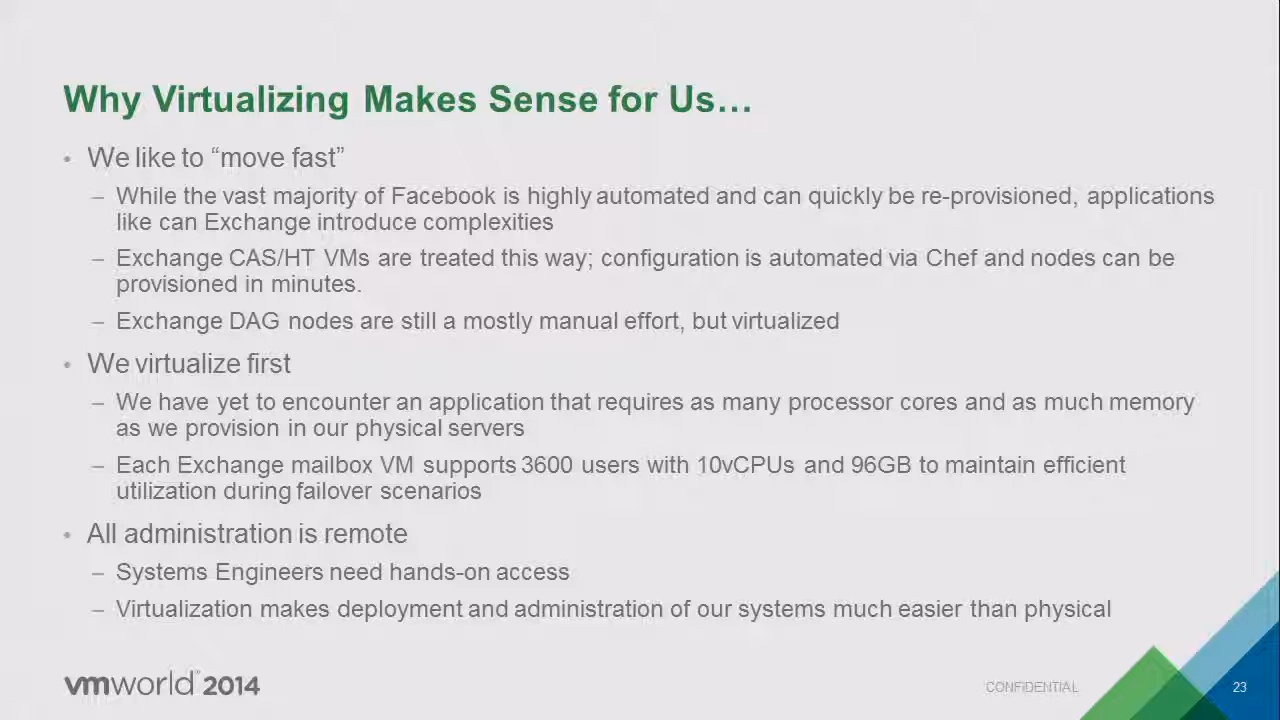 Why Virtualizing Makes Sense for Us…
• We like to “move fast”
– While the vast majority of Facebook is highly automated and can quickly be re-provisioned, applications
like can Exchange introduce complexities
– Exchange CAS/HT VMs are treated this way; configuration is automated via Chef and nodes can be
provisioned in minutes.
– Exchange DAG nodes are still a mostly manual effort, but virtualized
• We virtualize first
– We have yet to encounter an application that requires as many processor cores and as much memory
as we provision in our physical servers
– Each Exchange mailbox VM supports 3600 users with 10vCPUs and 96GB to maintain efficient
utilization during failover scenarios
• All administration is remote
– Systems Engineers need hands-on access
– Virtualization makes deployment and administration of our systems much easier than physical
vmworld 2014
CONFIDENTIAL
23